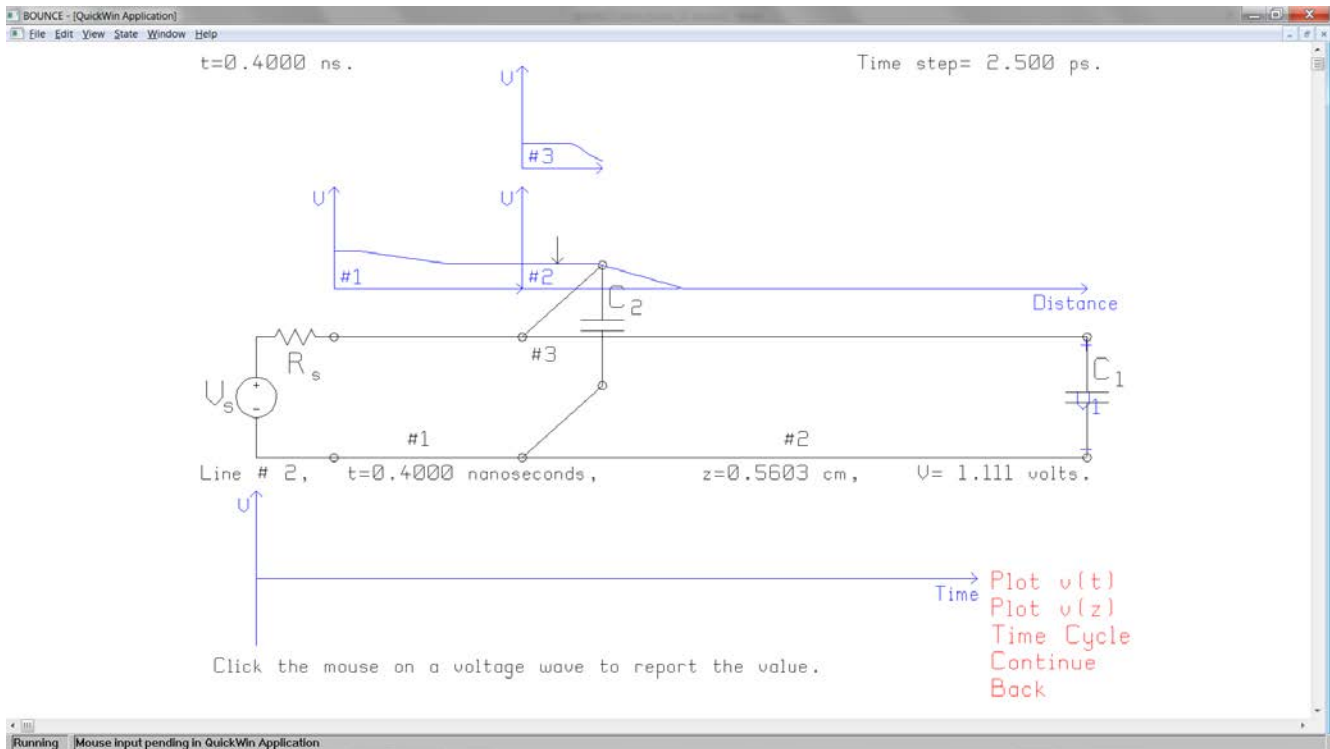 BOUNCE - [QuickWin Application]
File Edit View State Window Help
t=0.4000 ns.
Time step= 2.500 ps.
V
#3
V
V
#1
#2
Distance
C2
#3
Rs
Vs
C1
V1
#1
#2
Line # 2, t=0.4000 nanoseconds, z=0.5603 cm, V= 1.111 volts.
V
Time
Plot v(t)
Plot v(z)
Time Cycle
Continue
Back
Click the mouse on a voltage wave to report the value.
Running Mouse input pending in QuickWin Application